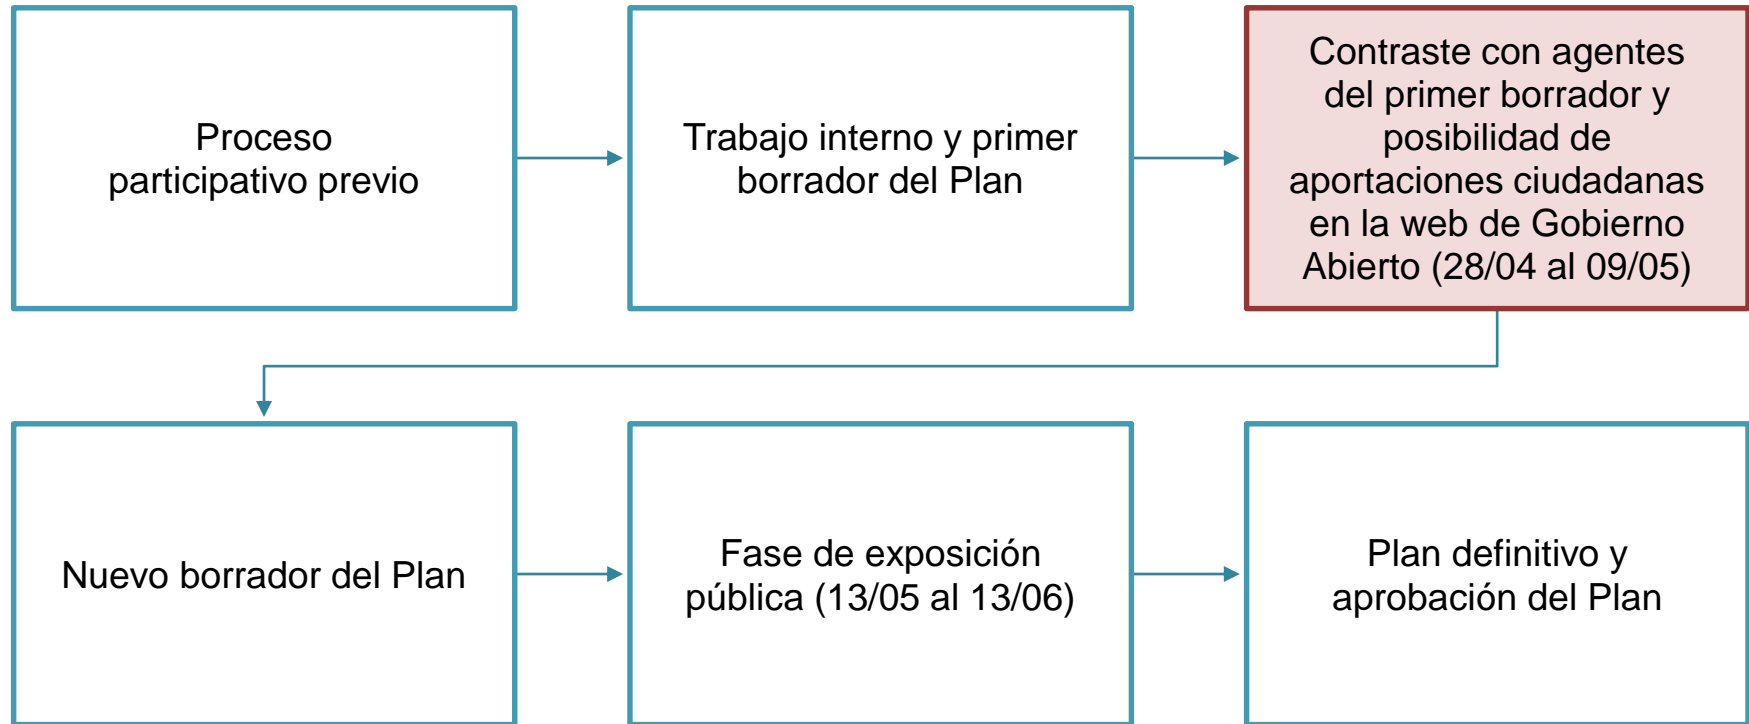 Proceso
participativo previo
Trabajo interno y primer
borrador del Plan
Contraste con agentes
del primer borrador y
posibilidad de
aportaciones ciudadanas
en la web de Gobierno
Abierto (28/04 al 09/05)
Nuevo borrador del Plan
Fase de exposición
pública (13/05 al 13/06)
Plan definitivo y
aprobación del Plan